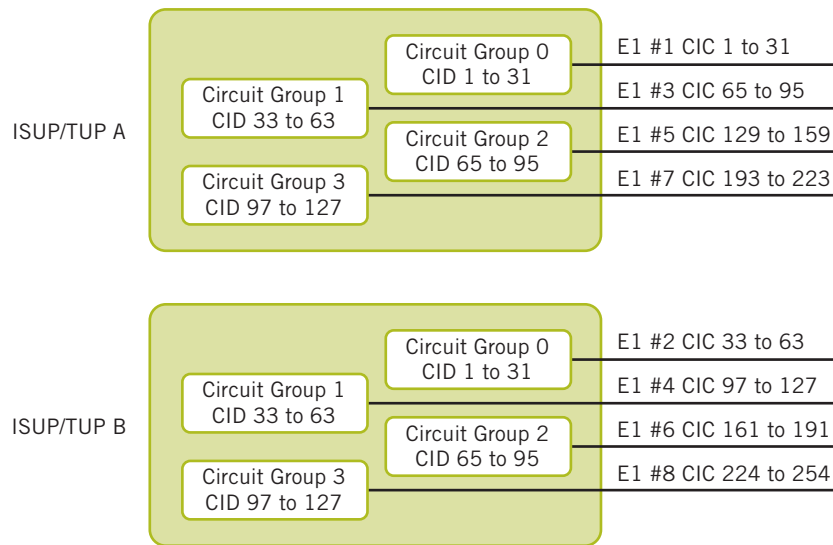 ISUP/TUP A
Circuit Group 0
CID 1 to 31
E1 #1 CIC 1 to 31
Circuit Group 1
CID 33 to 63
E1 #3 CIC 65 to 95
Circuit Group 2
CID 65 to 95
E1 #5 CIC 129 to 159
Circuit Group 3
CID 97 to 127
E1 #7 CIC 193 to 223
ISUP/TUP B
Circuit Group 0
CID 1 to 31
E1 #2 CIC 33 to 63
Circuit Group 1
CID 33 to 63
E1 #4 CIC 97 to 127
Circuit Group 2
CID 65 to 95
E1 #6 CIC 161 to 191
Circuit Group 3
CID 97 to 127
E1 #8 CIC 224 to 254